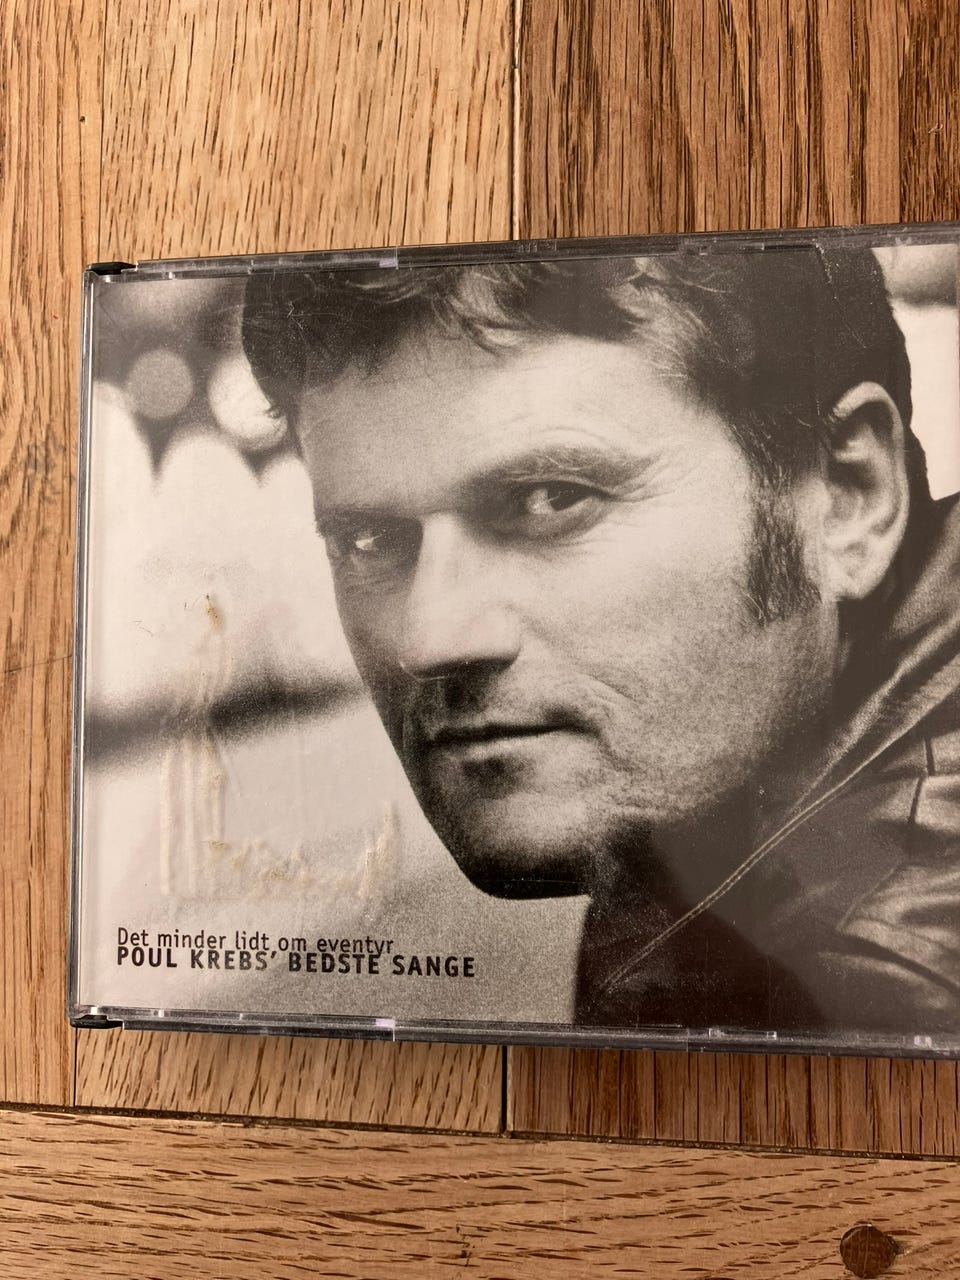 Det minder lidt om eventyr
POUL KREBS' BEDSTE SANGE